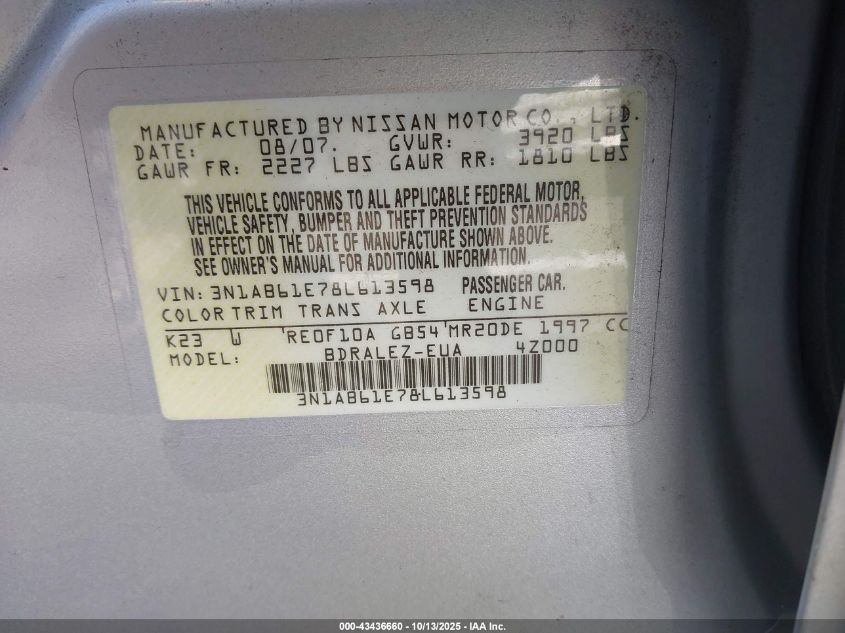 MANUFACTURED BY NISSAN MOTOR CO., LTD.
DATE: 08/07. GVWR: 3920 LBS
GAWR FR: 2227 LBS GAWR RR: 1810 LBS
THIS VEHICLE CONFORMS TO ALL APPLICABLE FEDERAL MOTOR
VEHICLE SAFETY, BUMPER AND THEFT PREVENTION STANDARDS
IN EFFECT ON THE DATE OF MANUFACTURE SHOWN ABOVE.
SEE OWNER'S MANUAL FOR ADDITIONAL INFORMATION.
VIN: 3N1AB61E78L613598 PASSENGER CAR.
COLOR TRIM TRANS AXLE ENGINE
K23 W RE0F10A GB54 MR20DE 1997 CC
MODEL: BDRALEZ-EUA 4Z000
3N1AB61E78L613598
000-43436660 - 10/13/2025 - IAA Inc.